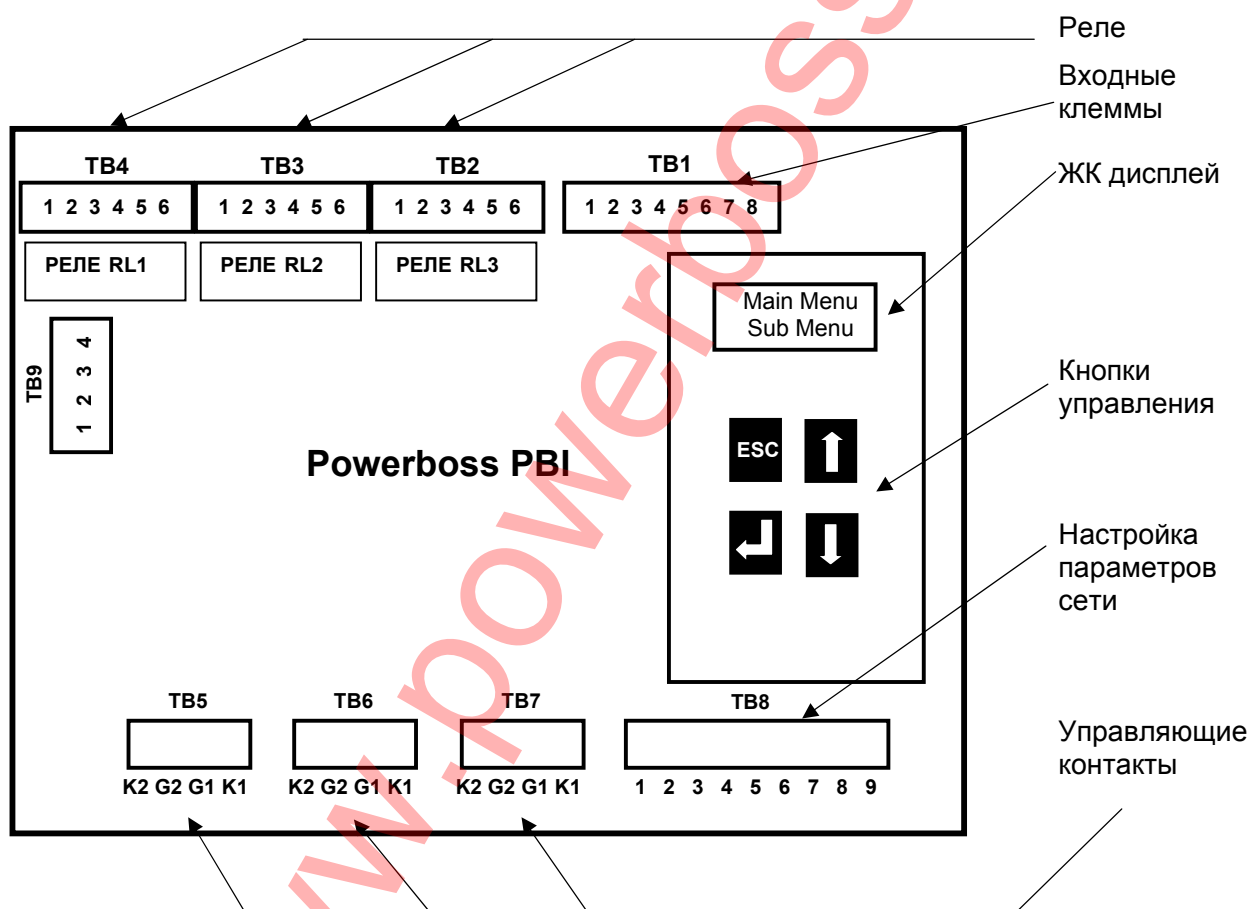 Реле
Входные
клеммы
ЖК дисплей
TB4
TB3
TB2
TB1
1 2 3 4 5 6
1 2 3 4 5 6
1 2 3 4 5 6
1 2 3 4 5 6 7 8
РЕЛЕ RL1
РЕЛЕ RL2
РЕЛЕ RL3
Main Menu
Sub Menu
TB9
1 2 3 4
Кнопки
управления
ESC
Powerboss PBI
Настройка
параметров
сети
TB5
TB6
TB7
TB8
Управляющие
контакты
K2 G2 G1 K1
K2 G2 G1 K1
K2 G2 G1 K1
1 2 3 4 5 6 7 8 9
w.powerboss